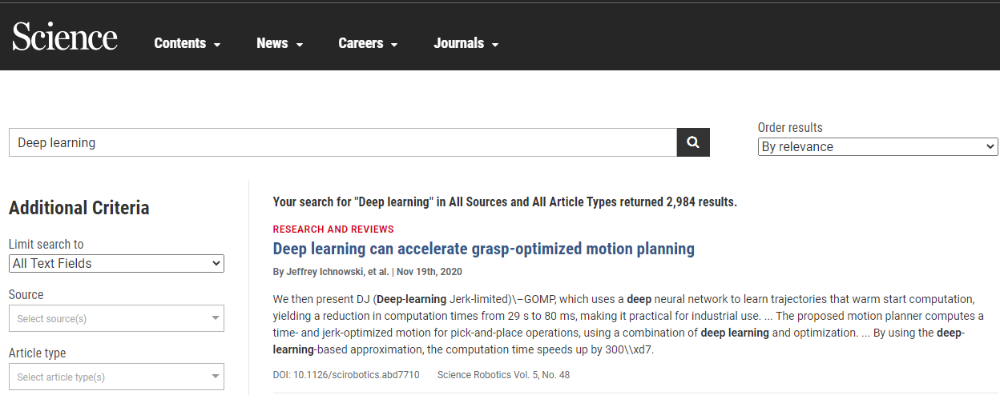 Science
Contents
News
Careers
Journals
Deep learning
Order results
By relevance
Additional Criteria
Limit search to
All Text Fields
Source
Select source(s)
Article type
Select article type(s)
Your search for "Deep learning" in All Sources and All Article Types returned 2,984 results.
RESEARCH AND REVIEWS
Deep learning can accelerate grasp-optimized motion planning
By Jeffrey Ichnowski, et al. | Nov 19th, 2020
We then present DJ (Deep-learning Jerk-limited)\–GOMP, which uses a deep neural network to learn trajectories that warm start computation,
yielding a reduction in computation times from 29 s to 80 ms, making it practical for industrial use. ... The proposed motion planner computes a
time- and jerk-optimized motion for pick-and-place operations, using a combination of deep learning and optimization. ... By using the deep-
learning-based approximation, the computation time speeds up by 300\\xd7.
DOI: 10.1126/scirobotics.abd7710
Science Robotics Vol. 5, No. 48